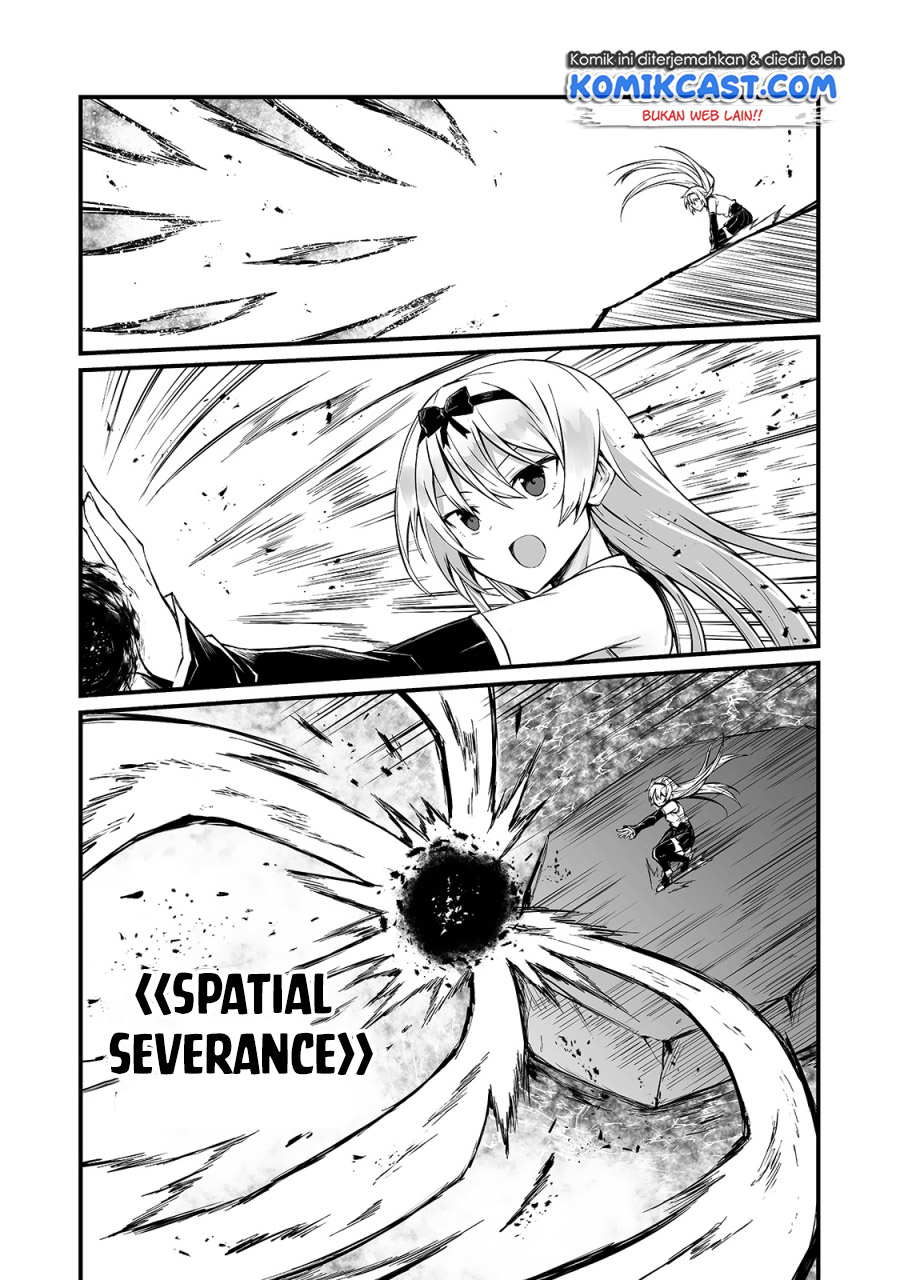 Komik ini diterjemahkan & diedit oleh
KOMIKCAST.COM
BUKAN WEB LAIN!!
《SPATIAL
SEVERANCE》